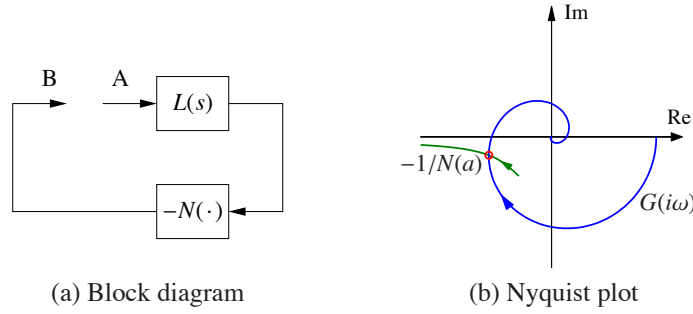 B
A
L(s)
−N(·)
(a) Block diagram
Im
Re
−1/N(a)
G(iω)
(b) Nyquist plot